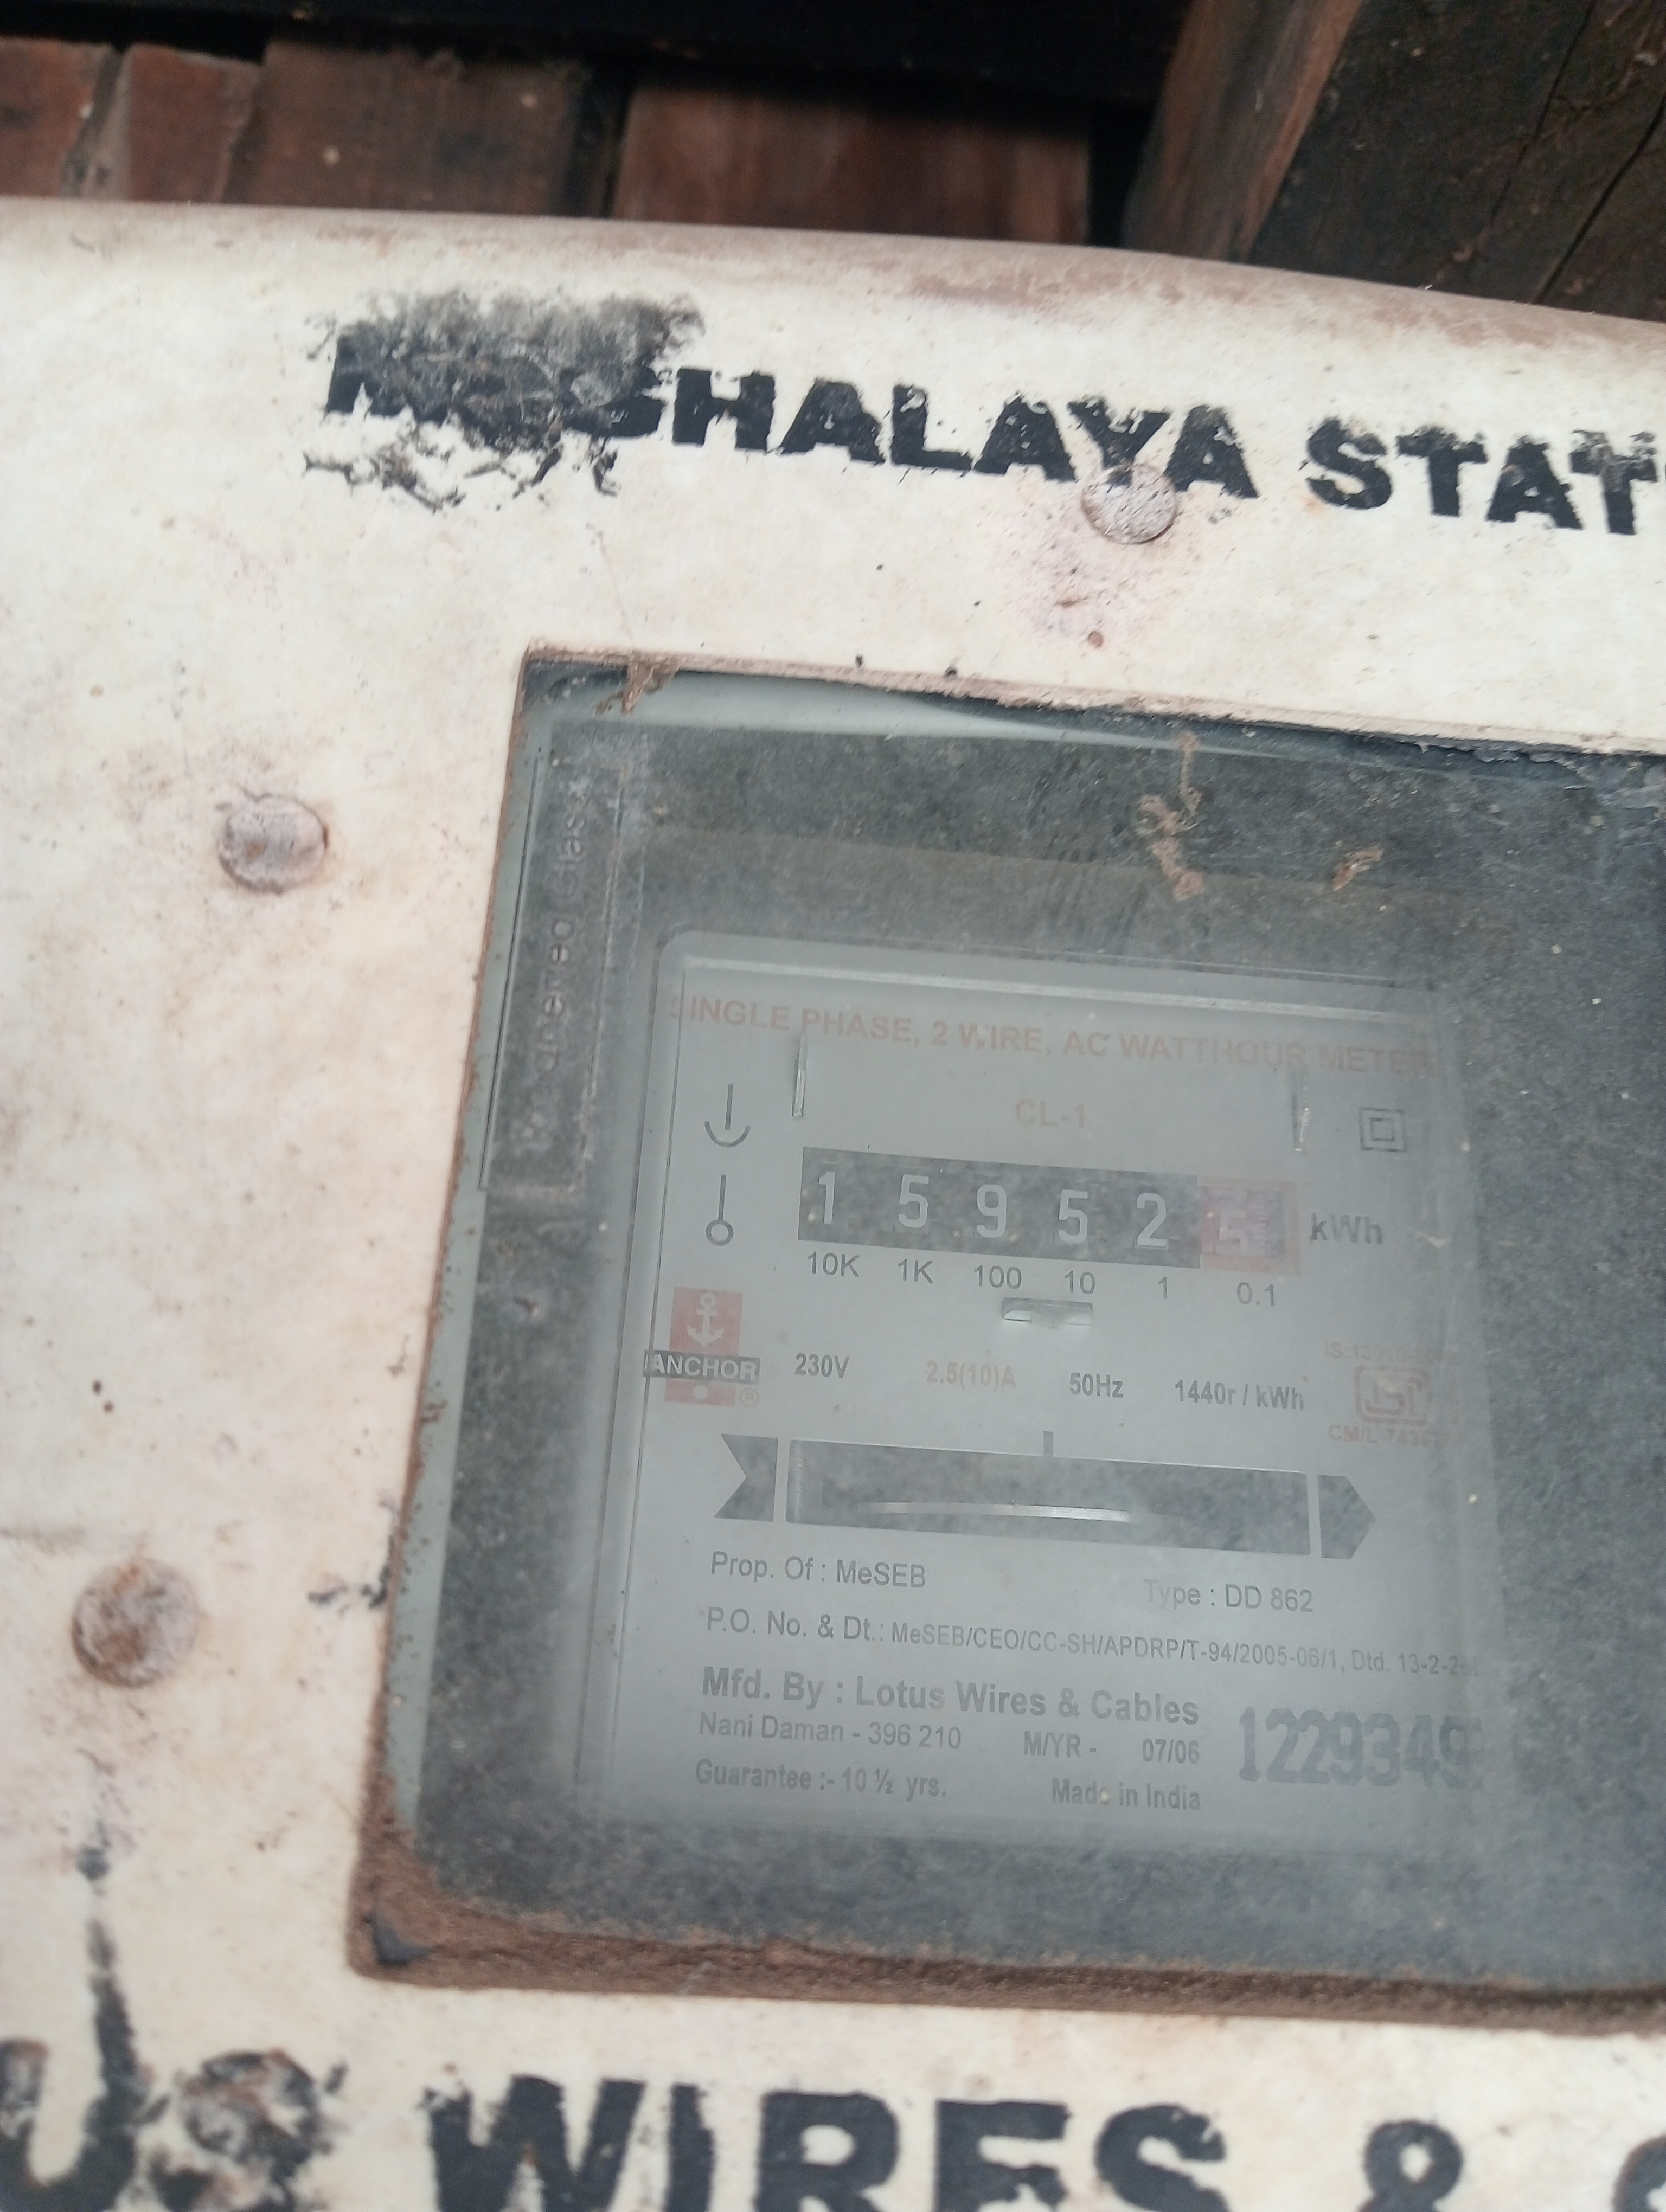 MEGHALAYA STAT
Toughened Glass
SINGLE PHASE, 2 WIRE, AC WATTHOUR METER
CL-1
1 5 9 5 2 kWh
10K 1K 100 10 1 0.1
ANCHOR ®
230V 2.5(10)A 50Hz 1440r / kWh
Prop. Of : MeSEB Type : DD 862
P.O. No. & Dt.: MeSEB/CEO/CC-SH/APDRP/T-94/2005-06/1, Dtd. 13-2-2
Mfd. By : Lotus Wires & Cables
Nani Daman - 396 210 M/YR - 07/06 1229349
Guarantee :- 10 ½ yrs. Made in India
US WIRES &